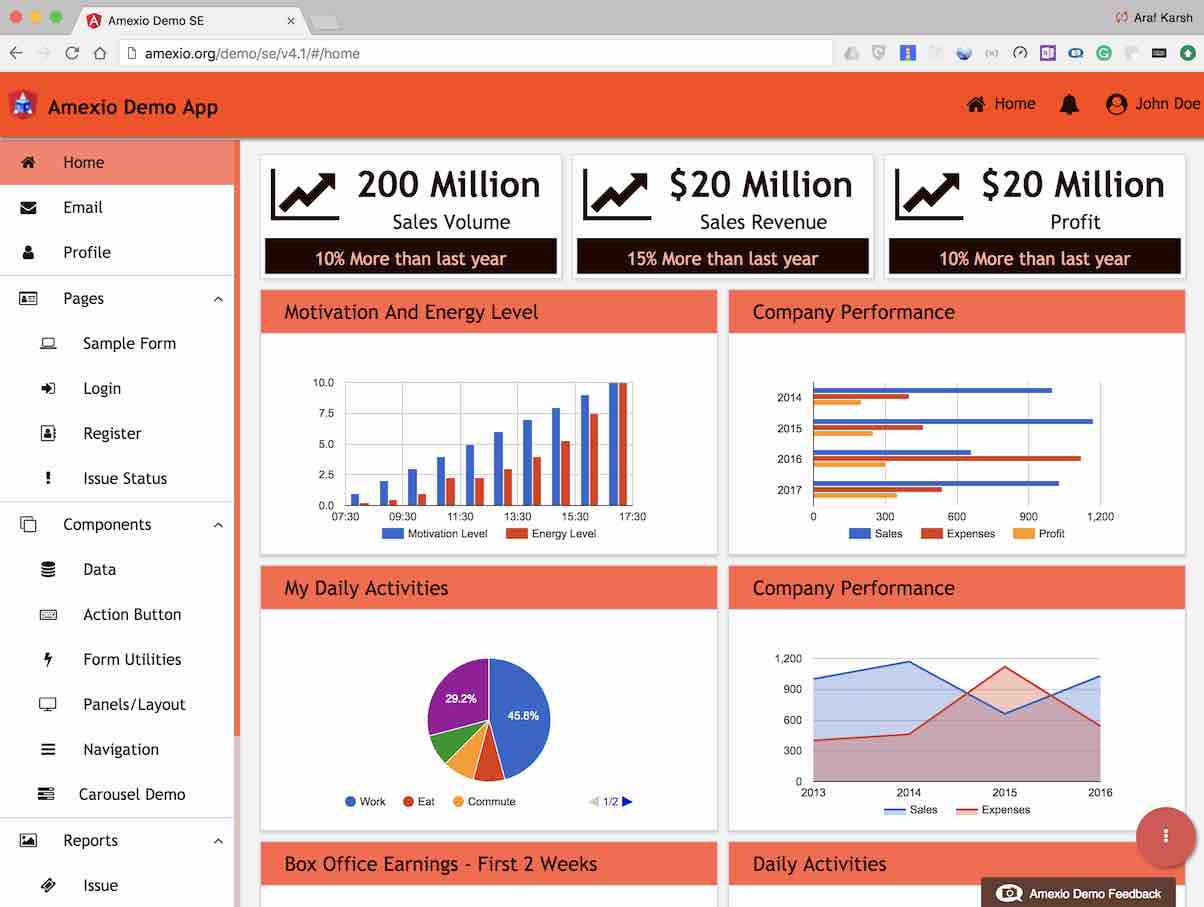 Amexio Demo SE
Araf Karsh
amexio.org/demo/se/v4.1/#/home
Amexio Demo App
Home
John Doe
Home
Email
Profile
Pages
Sample Form
Login
Register
Issue Status
Components
Data
Action Button
Form Utilities
Panels/Layout
Navigation
Carousel Demo
Reports
Issue
200 Million
Sales Volume
10% More than last year
$20 Million
Sales Revenue
15% More than last year
$20 Million
Profit
10% More than last year
Motivation And Energy Level
10.0
7.5
5.0
2.5
0.0
07:30 09:30 11:30 13:30 15:30 17:30
Motivation Level Energy Level
Company Performance
2014
2015
2016
2017
0 300 600 900 1,200
Sales Expenses Profit
My Daily Activities
29.2%
45.8%
Work Eat Commute 1/2
Company Performance
1,200
900
600
300
0
2013 2014 2015 2016
Sales Expenses
Box Office Earnings - First 2 Weeks
Daily Activities
Amexio Demo Feedback